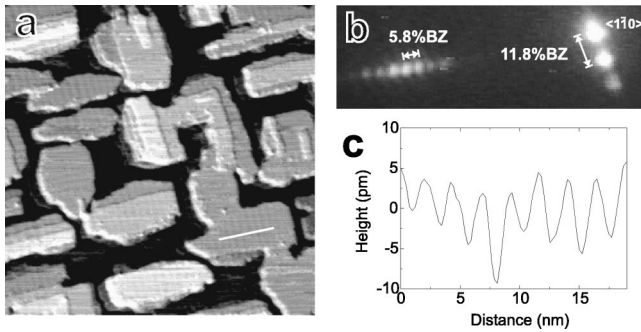 a
b
5.8%BZ
<1-10>
11.8%BZ
c
Height (pm)
10
5
0
-5
-10
0
5
10
15
Distance (nm)